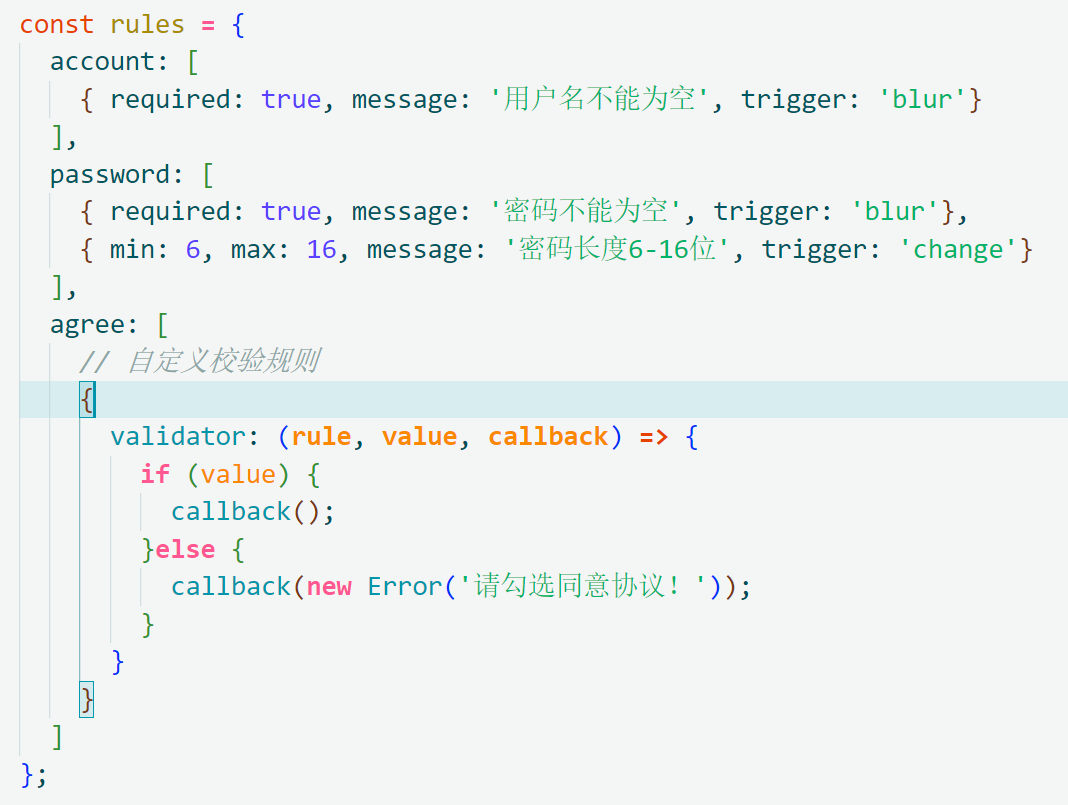 const rules = {
  account: [
    { required: true, message: '用户名不能为空', trigger: 'blur'}
  ],
  password: [
    { required: true, message: '密码不能为空', trigger: 'blur'},
    { min: 6, max: 16, message: '密码长度6-16位', trigger: 'change'}
  ],
  agree: [
    // 自定义校验规则
    {
      validator: (rule, value, callback) => {
        if (value) {
          callback();
        }else {
          callback(new Error('请勾选同意协议！'));
        }
      }
    }
  ]
};